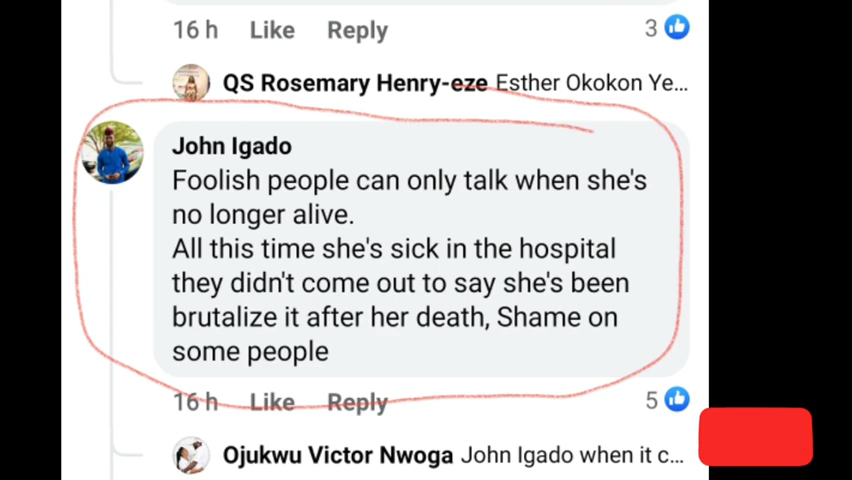 16 h Like Reply 3
QS Rosemary Henry-eze Esther Okokon Ye...
John Igado
Foolish people can only talk when she's
no longer alive.
All this time she's sick in the hospital
they didn't come out to say she's been
brutalize it after her death, Shame on
some people
16 h Like Reply 5
Ojukwu Victor Nwoga John Igado when it c...